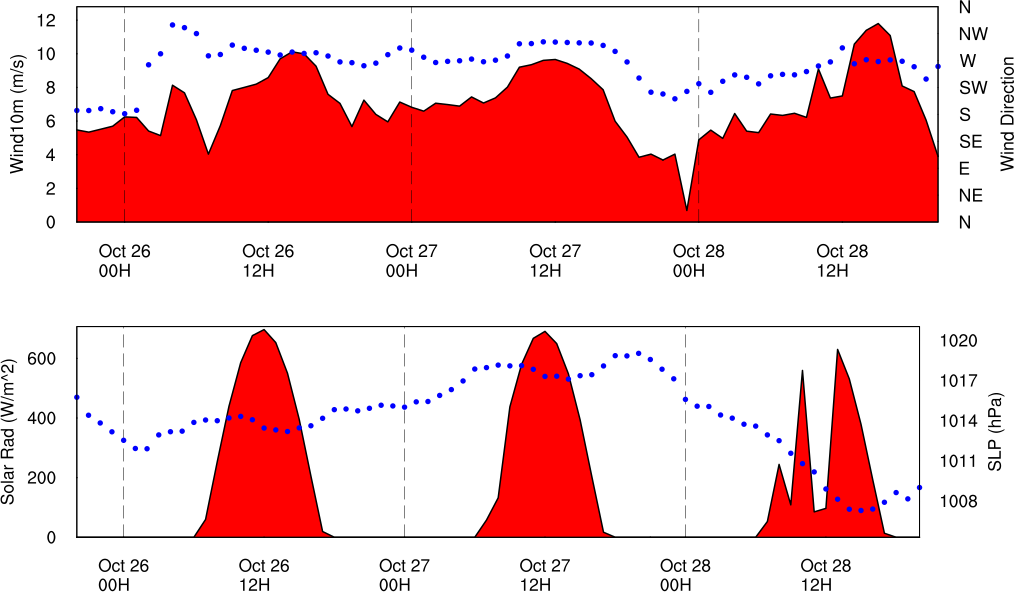 12
10
8
6
4
2
0
Wind10m (m/s)
N
NW
W
SW
S
SE
E
NE
N
Wind Direction
Oct 26 Oct 26 Oct 27 Oct 27 Oct 28 Oct 28
00H 12H 00H 12H 00H 12H
600
400
200
0
Solar Rad (W/m^2)
1020
1017
1014
1011
1008
SLP (hPa)
Oct 26 Oct 26 Oct 27 Oct 27 Oct 28 Oct 28
00H 12H 00H 12H 00H 12H